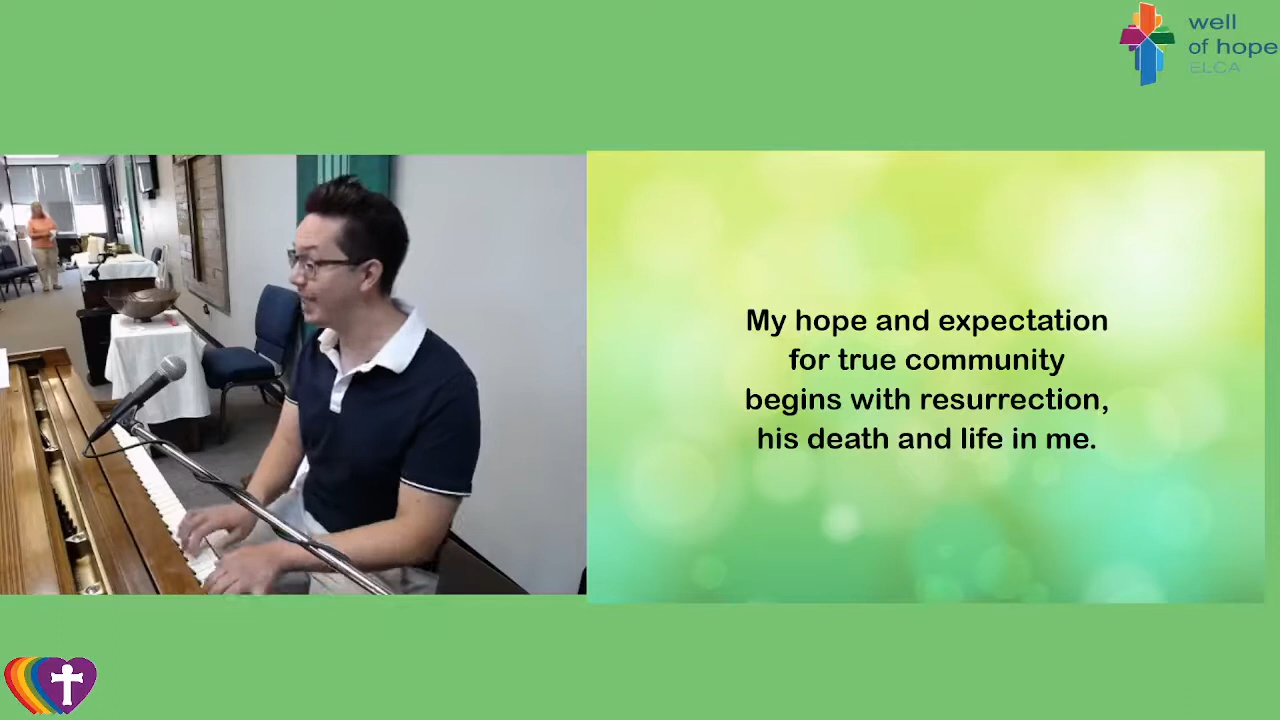 well
of hope
ELCA
My hope and expectation
for true community
begins with resurrection,
his death and life in me.